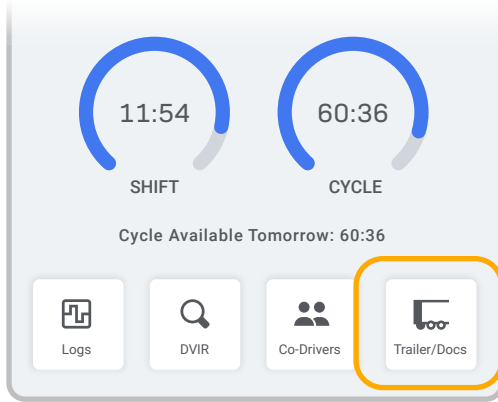 11:54
60:36
SHIFT
CYCLE
Cycle Available Tomorrow: 60:36
Logs
DVIR
Co-Drivers
Trailer/Docs